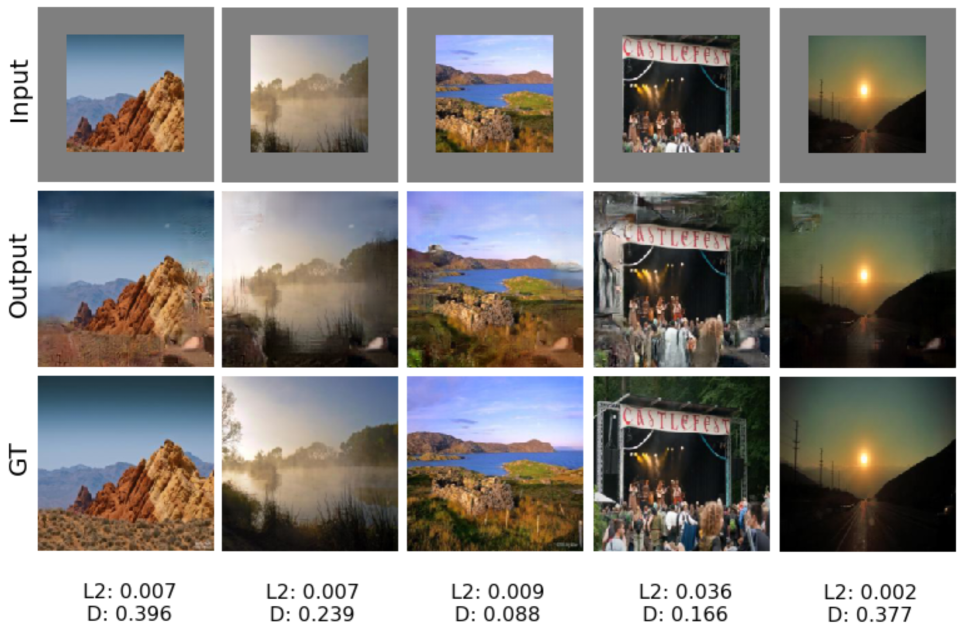 Input
CASTLEFEST
Output
CASTLEFEST
GT
CASTLEFEST
L2: 0.007 L2: 0.007 L2: 0.009 L2: 0.036 L2: 0.002
D: 0.396 D: 0.239 D: 0.088 D: 0.166 D: 0.377